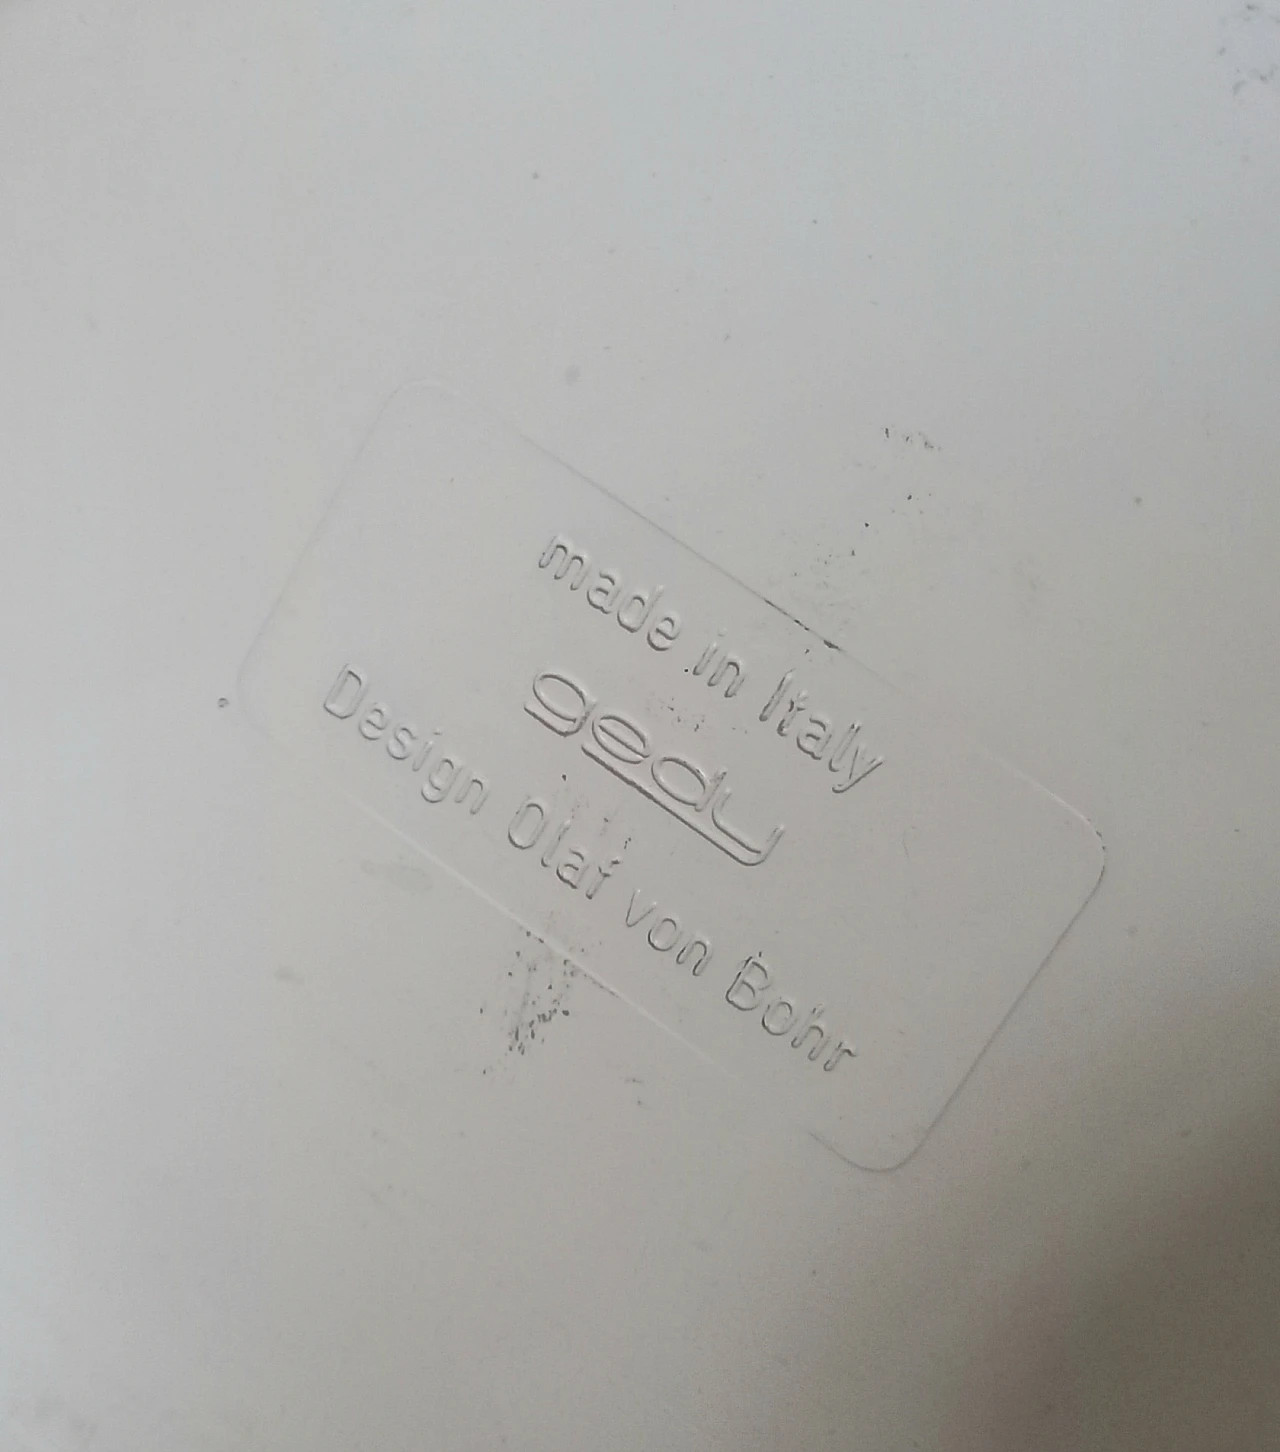 made in Italy
gedy
Design Olaf von Bohr